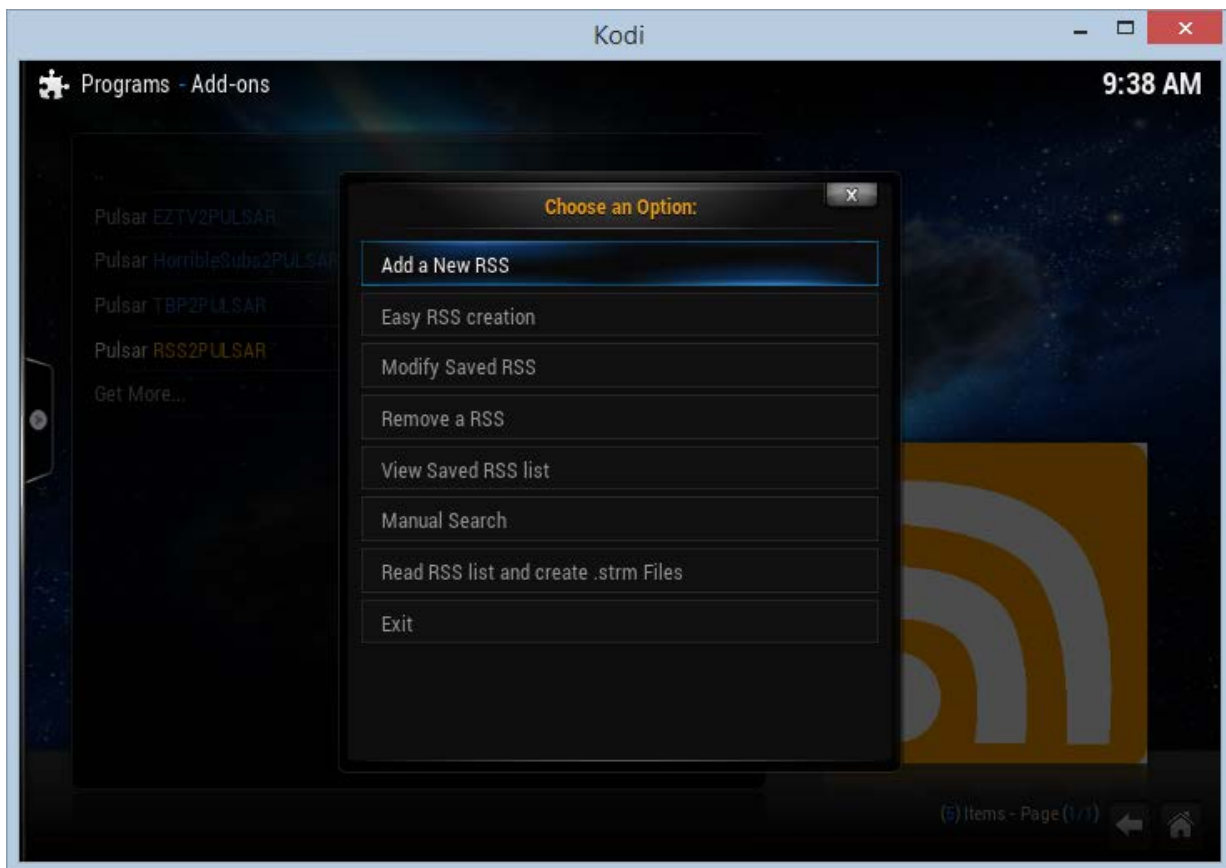 Kodi
Programs - Add-ons
9:38 AM
..
Pulsar EZTV2PULSAR
Pulsar HorribleSubs2PULSAR
Pulsar TBP2PULSAR
Pulsar RSS2PULSAR
Get More...
Choose an Option:
X
Add a New RSS
Easy RSS creation
Modify Saved RSS
Remove a RSS
View Saved RSS list
Manual Search
Read RSS list and create .strm Files
Exit
(5) Items - Page (1/1)